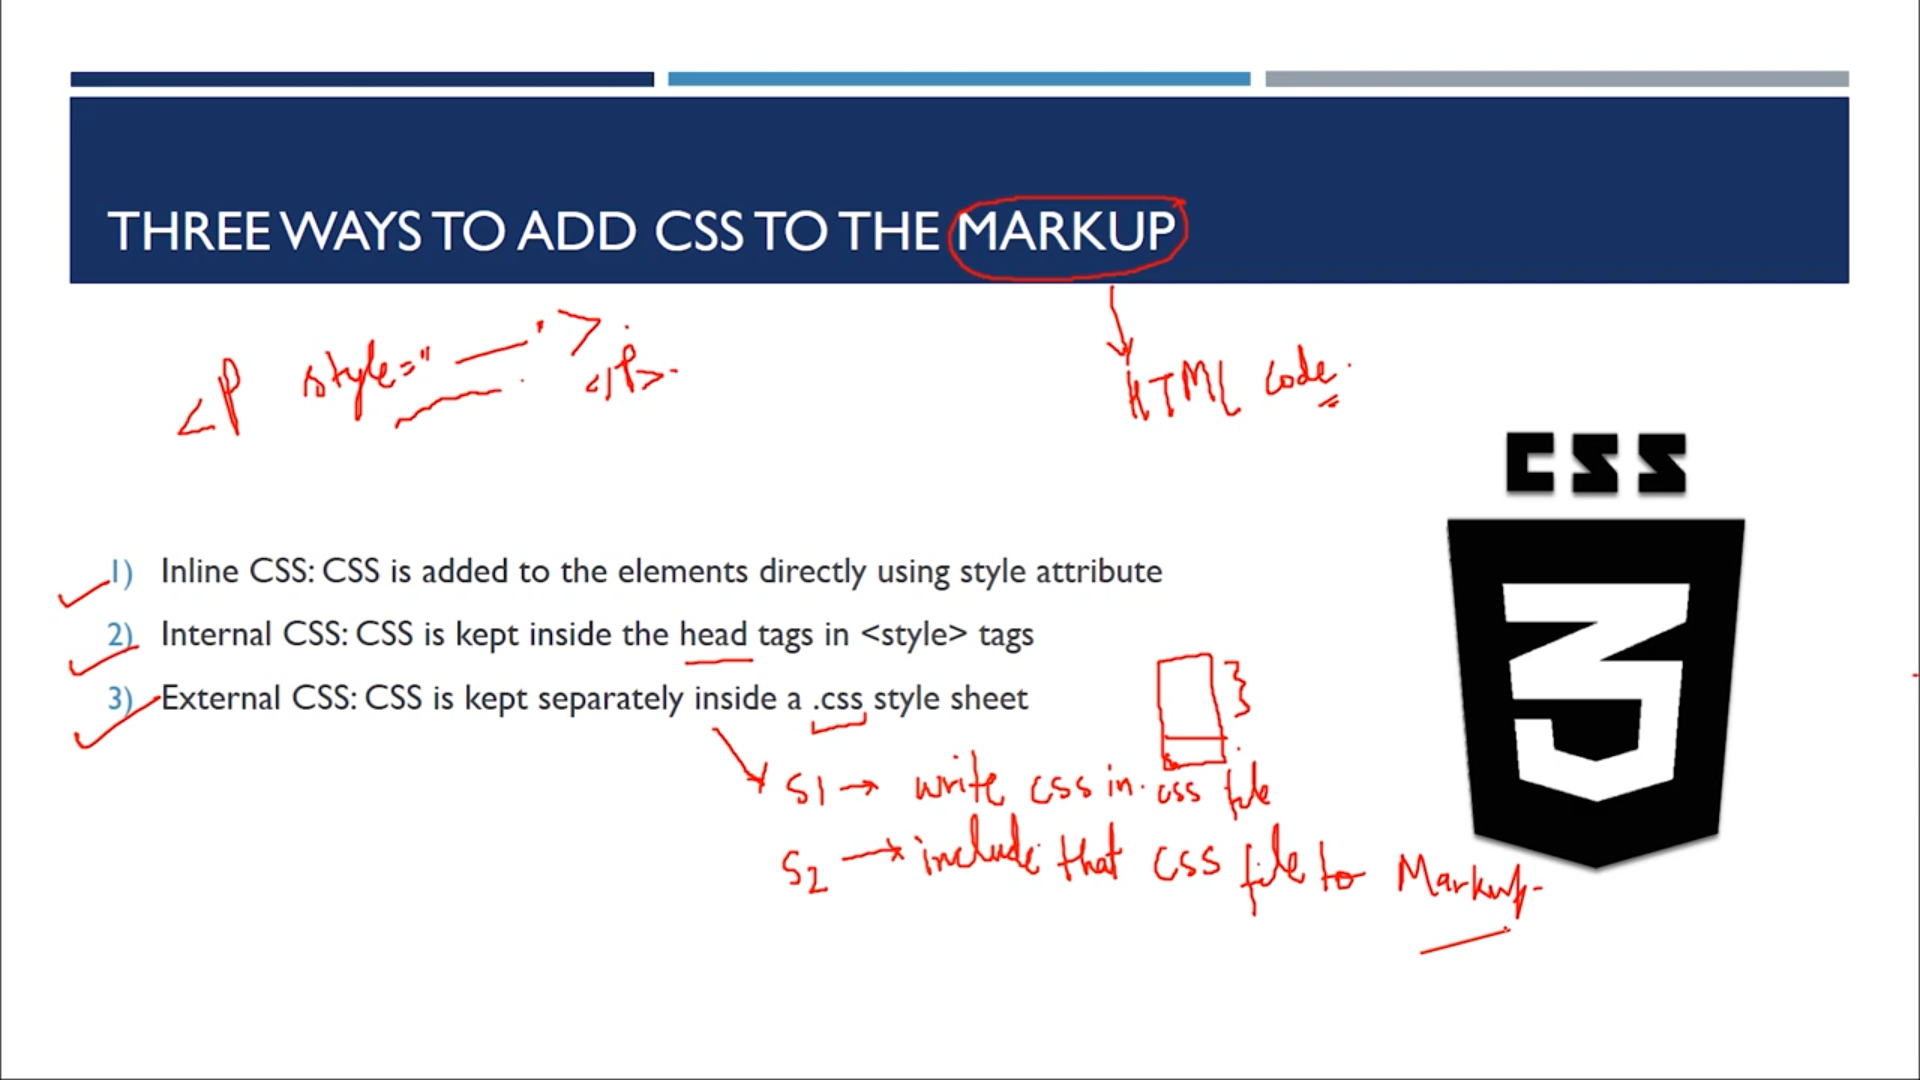 THREE WAYS TO ADD CSS TO THE MARKUP
<P style=" " > </P>.
HTML code.
CSS
3
1) Inline CSS: CSS is added to the elements directly using style attribute
2) Internal CSS: CSS is kept inside the head tags in <style> tags
3) External CSS: CSS is kept separately inside a .css style sheet
S1 → write css in .css file
S2 → include that css file to Markup